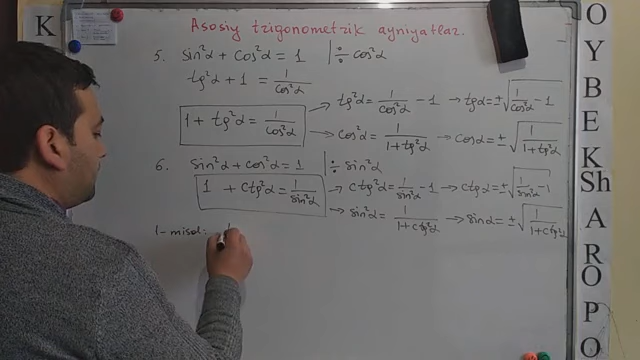 Asosiy trigonometrik ayniyatlar.
5. sin²α + cos²α = 1 | ÷ cos²α
tg²α + 1 = 1/cos²α
1 + tg²α = 1/cos²α → tg²α = 1/cos²α - 1 → tgα = ±√(1/cos²α - 1)
→ cos²α = 1/(1+tg²α) → cosα = ±√(1/(1+tg²α))
6. sin²α + cos²α = 1 | ÷ sin²α
1 + ctg²α = 1/sin²α → ctg²α = 1/sin²α - 1 → ctgα = ±√(1/sin²α - 1)
→ sin²α = 1/(1+ctg²α) → sinα = ±√(1/(1+ctg²α))
1-misol:
K
O
Y
B
E
K
Sh
A
R
O
P
O